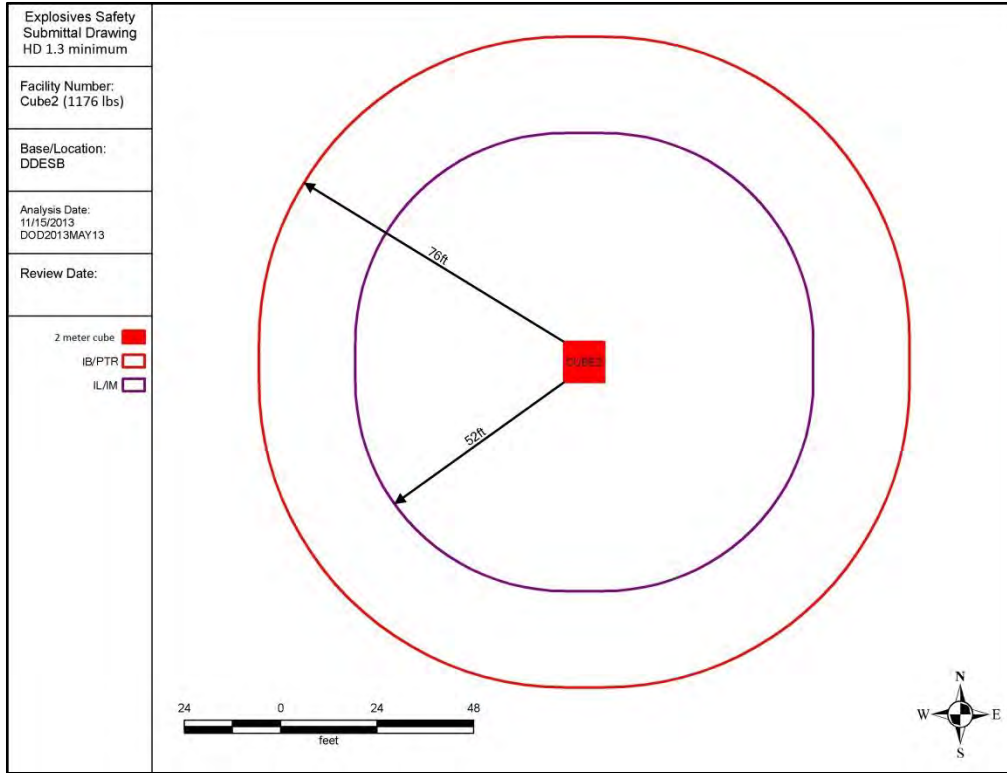 Explosives Safety
Submittal Drawing
HD 1.3 minimum
Facility Number:
Cube2 (1176 lbs)
Base/Location:
DDESB
Analysis Date:
11/15/2013
DOD2013MAY13
Review Date:
2 meter cube
IB/PTR
IL/IM
76ft
CUBE2
52ft
24 0 24 48
feet
N
W E
S